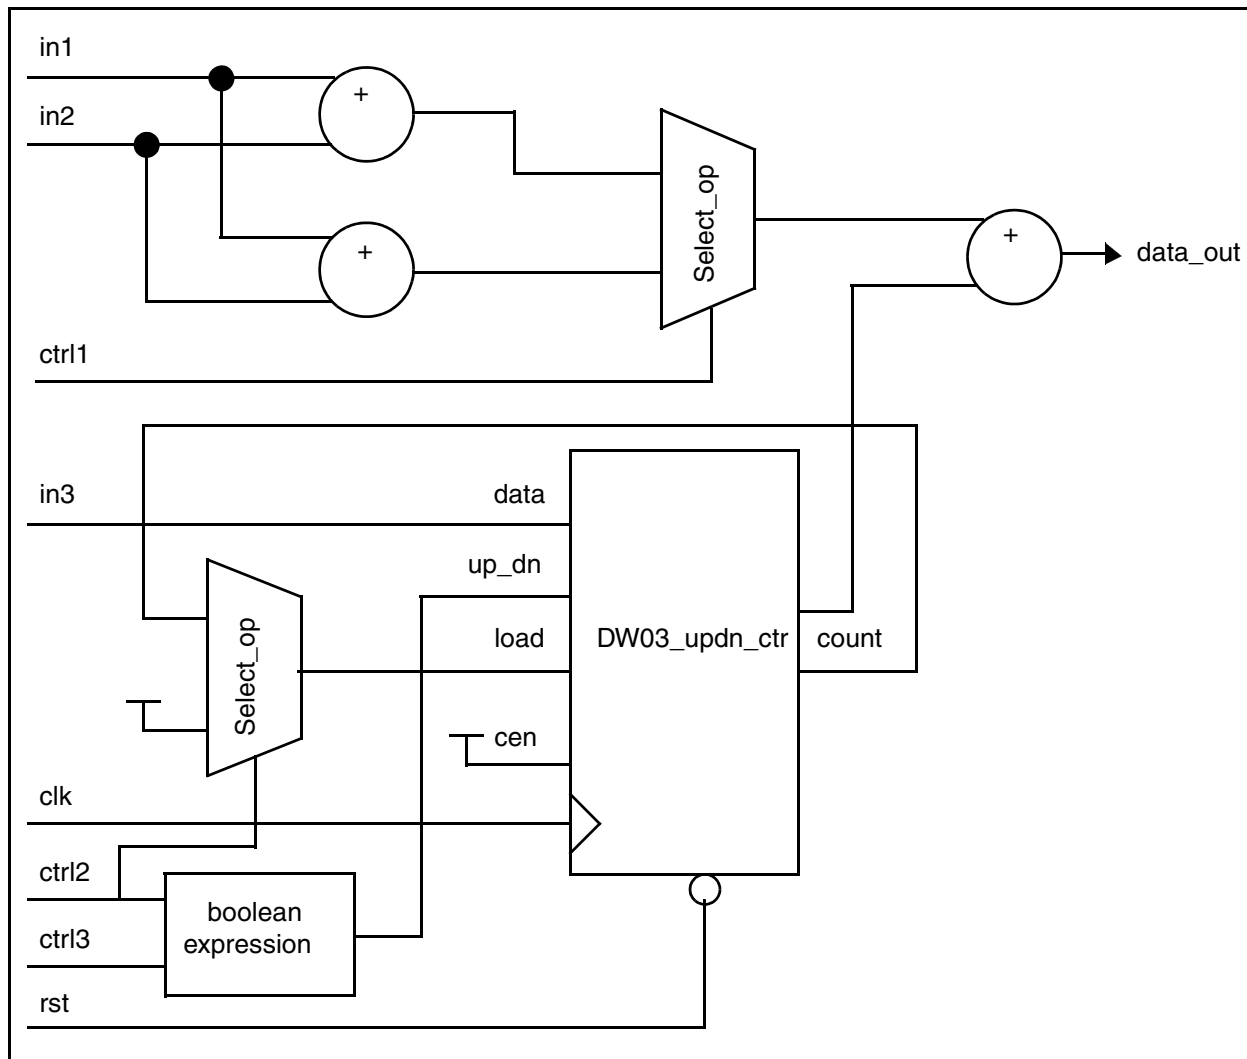 in1
+
in2
Select_op
+
+
data_out
ctrl1
in3
data
up_dn
Select_op
load
DW03_updn_ctr
count
cen
clk
ctrl2
boolean
expression
ctrl3
rst